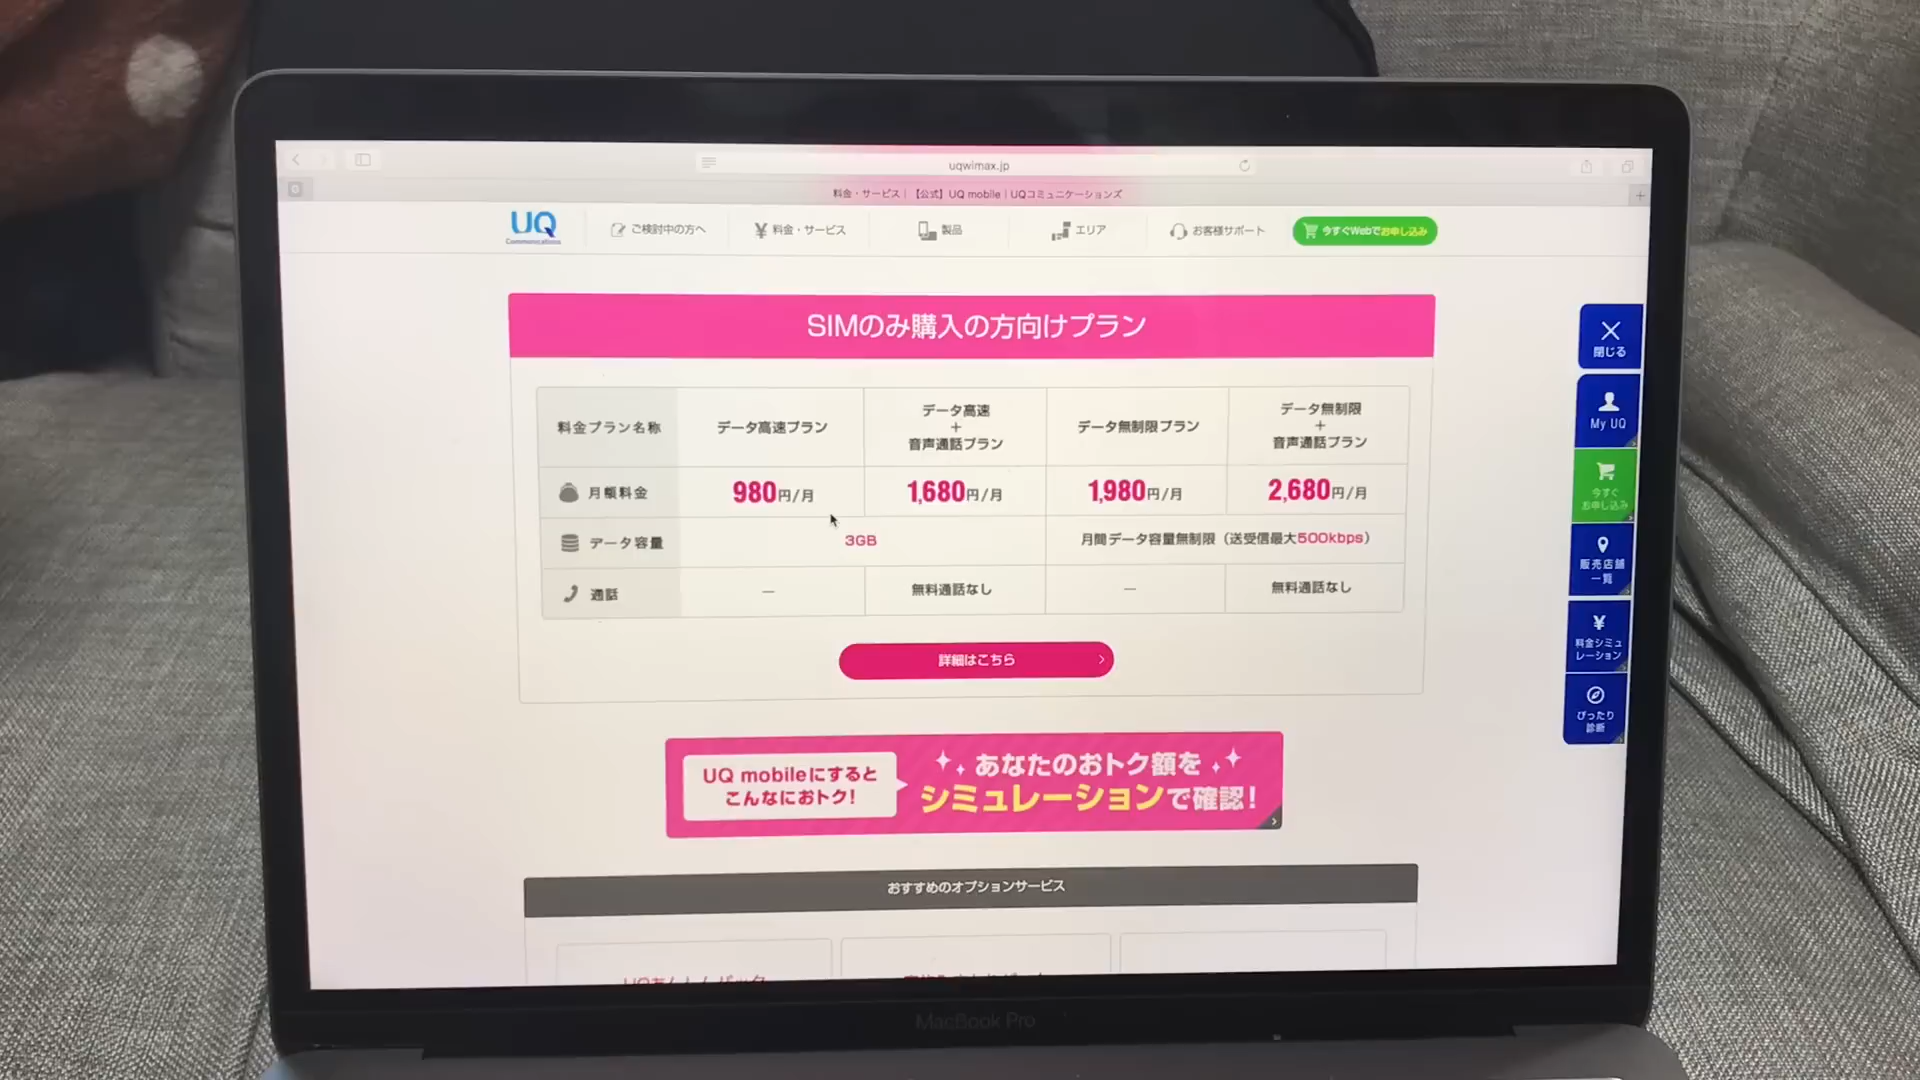 uqwimax.jp
料金・サービス｜【公式】UQ mobile｜UQコミュニケーションズ
UQ
Communications
ご検討中の方へ
料金・サービス
製品
エリア
お客様サポート
今すぐWebでお申し込み
SIMのみ購入の方向けプラン
料金プラン名称
データ高速プラン
データ高速
+
音声通話プラン
データ無制限プラン
データ無制限
+
音声通話プラン
月額料金
980円/月
1,680円/月
1,980円/月
2,680円/月
データ容量
3GB
月間データ容量無制限（送受信最大500kbps）
通話
—
無料通話なし
—
無料通話なし
詳細はこちら
UQ mobileにすると
こんなにおトク！
あなたのおトク額を
シミュレーションで確認！
おすすめのオプションサービス
閉じる
My UQ
今すぐ
お申し込み
販売店舗
一覧
料金シミュ
レーション
ぴったり
診断
MacBook Pro